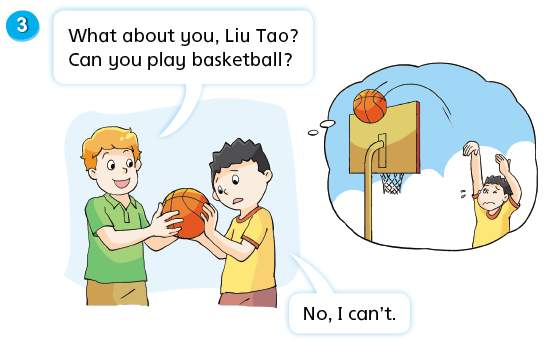 3
What about you, Liu Tao?
Can you play basketball?
No, I can't.